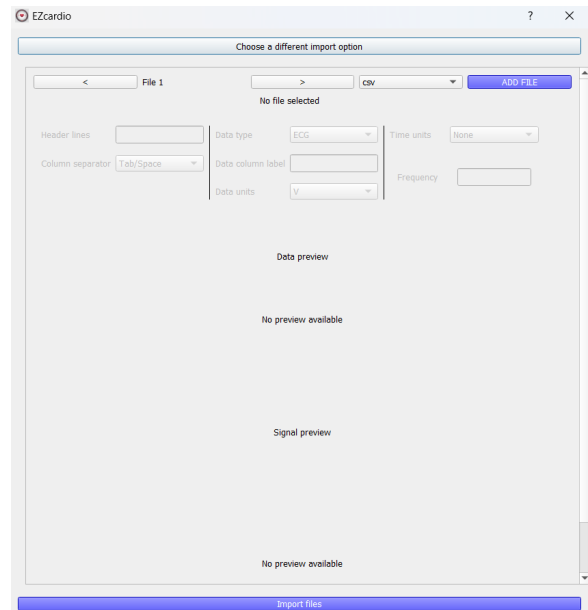 EZcardio ? ×
Choose a different import option
< File 1 > csv ADD FILE
No file selected
Header lines Data type ECG Time units None
Column separator Tab/Space Data column label Frequency
Data units V
Data preview
No preview available
Signal preview
No preview available
Import files